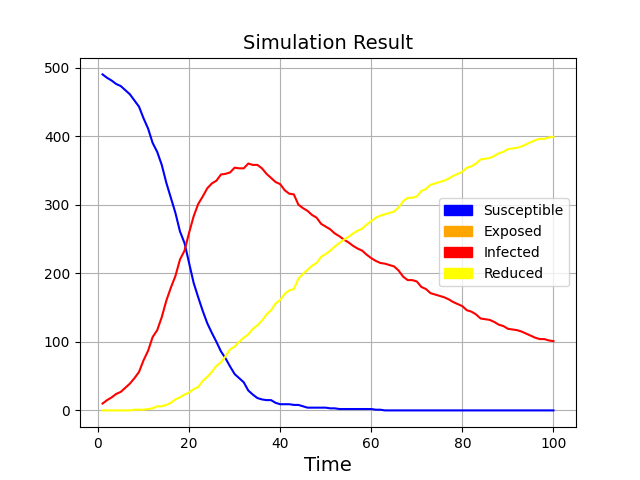 Simulation Result
500
400
300
200
100
0
Susceptible
Exposed
Infected
Reduced
0 20 40 60 80 100
Time